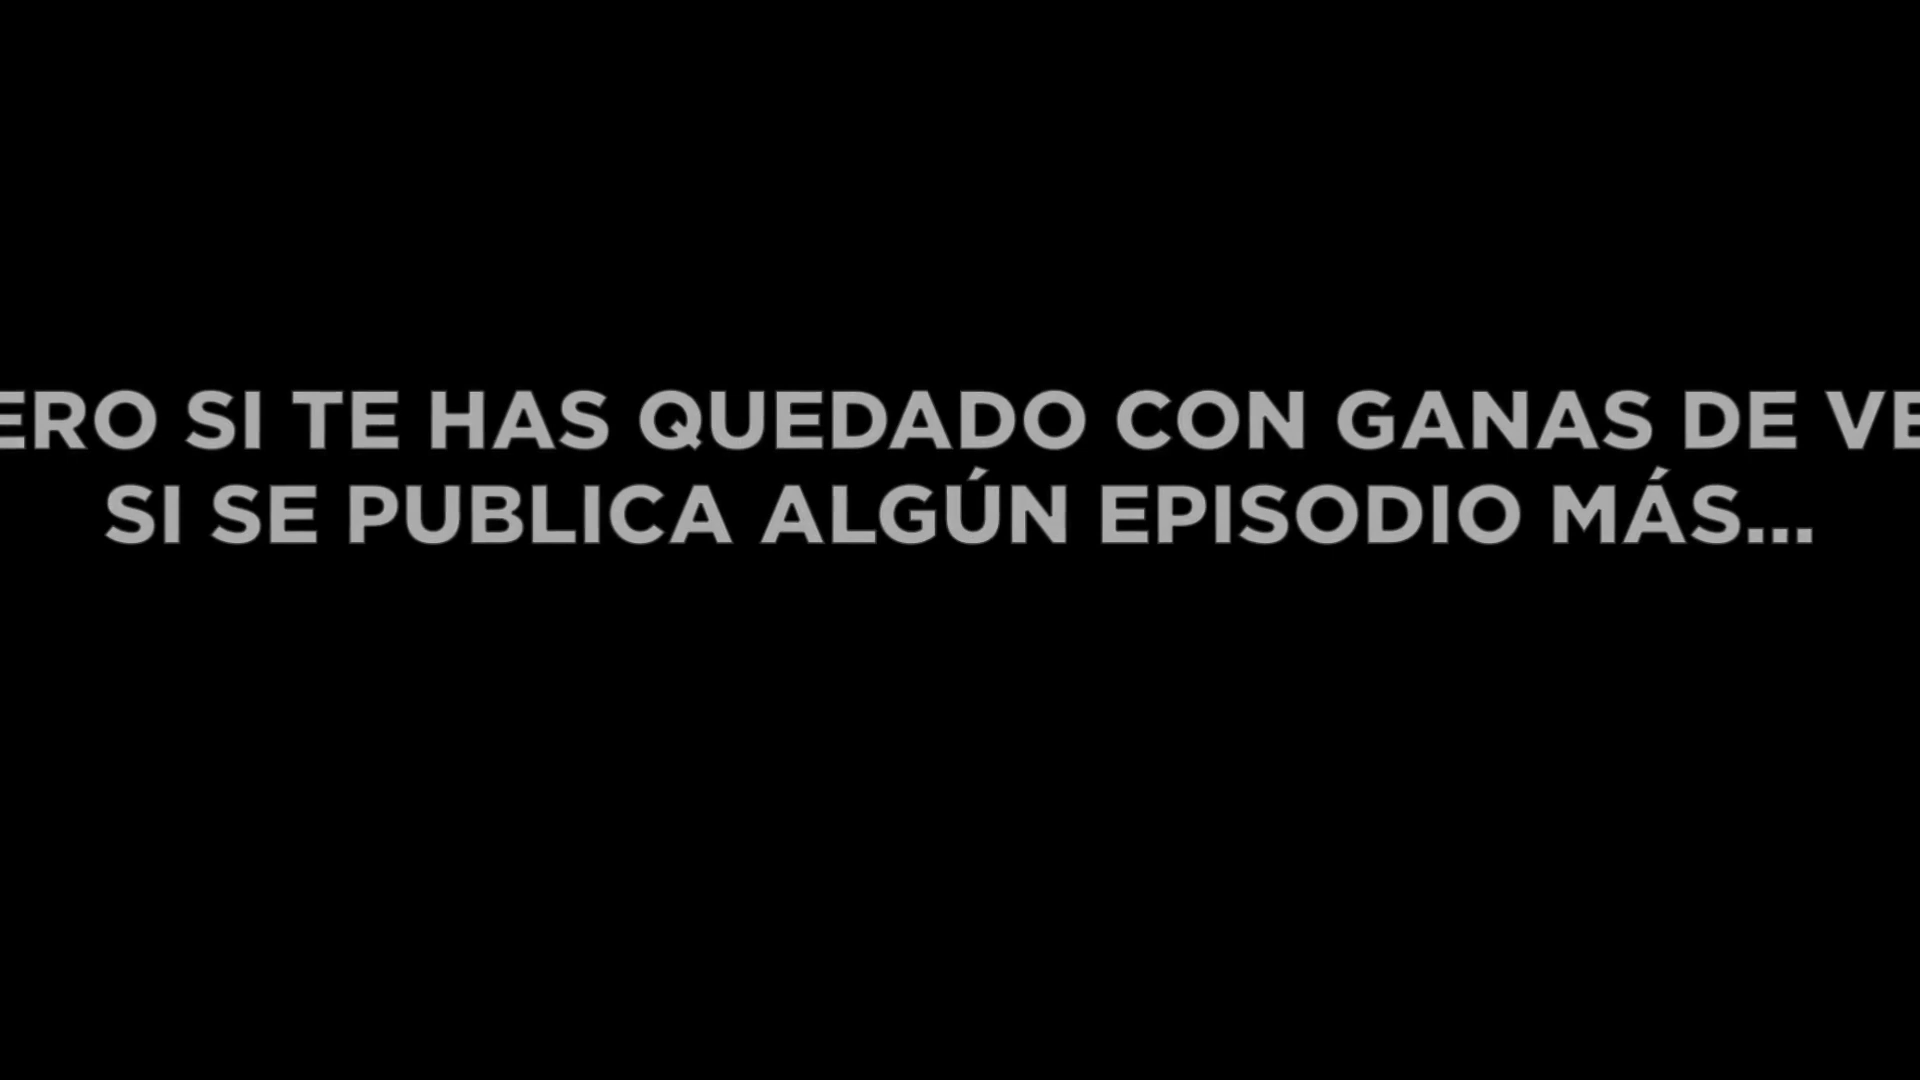 ERO SI TE HAS QUEDADO CON GANAS DE VE
SI SE PUBLICA ALGÚN EPISODIO MÁS...